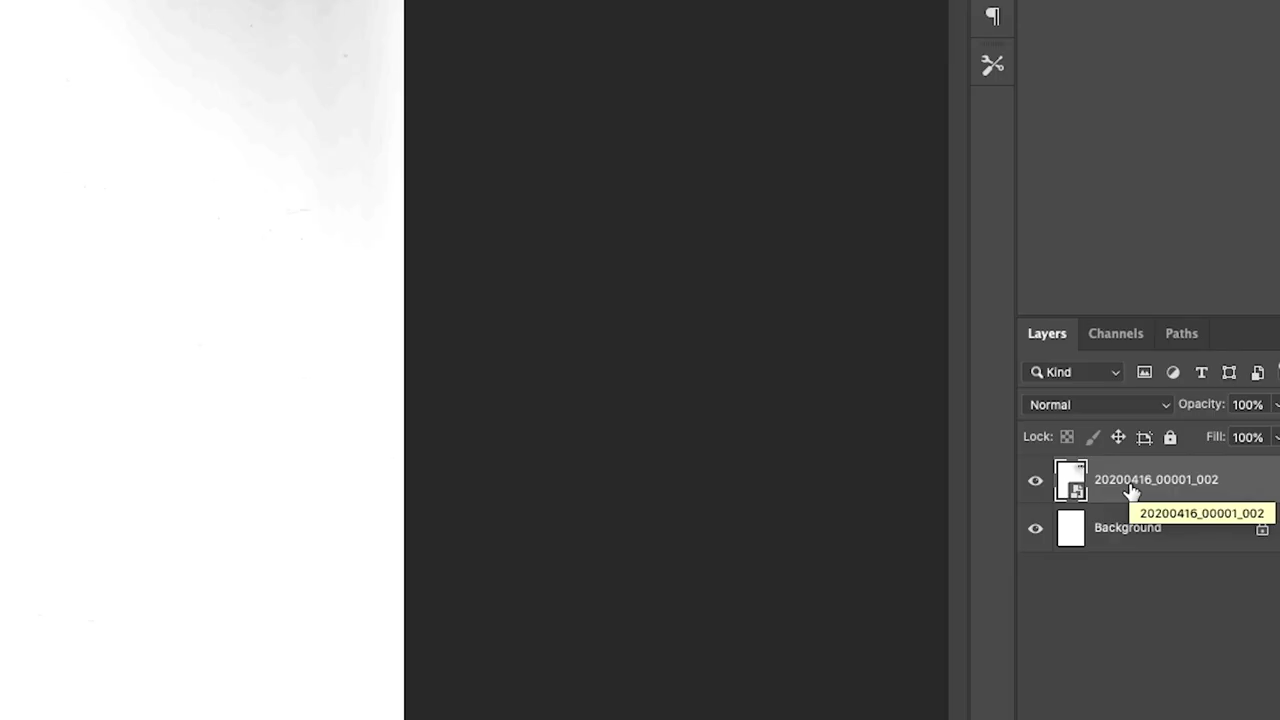 Layers Channels Paths
Kind
Normal Opacity: 100%
Lock: Fill: 100%
20200416_00001_002
20200416_00001_002
Background